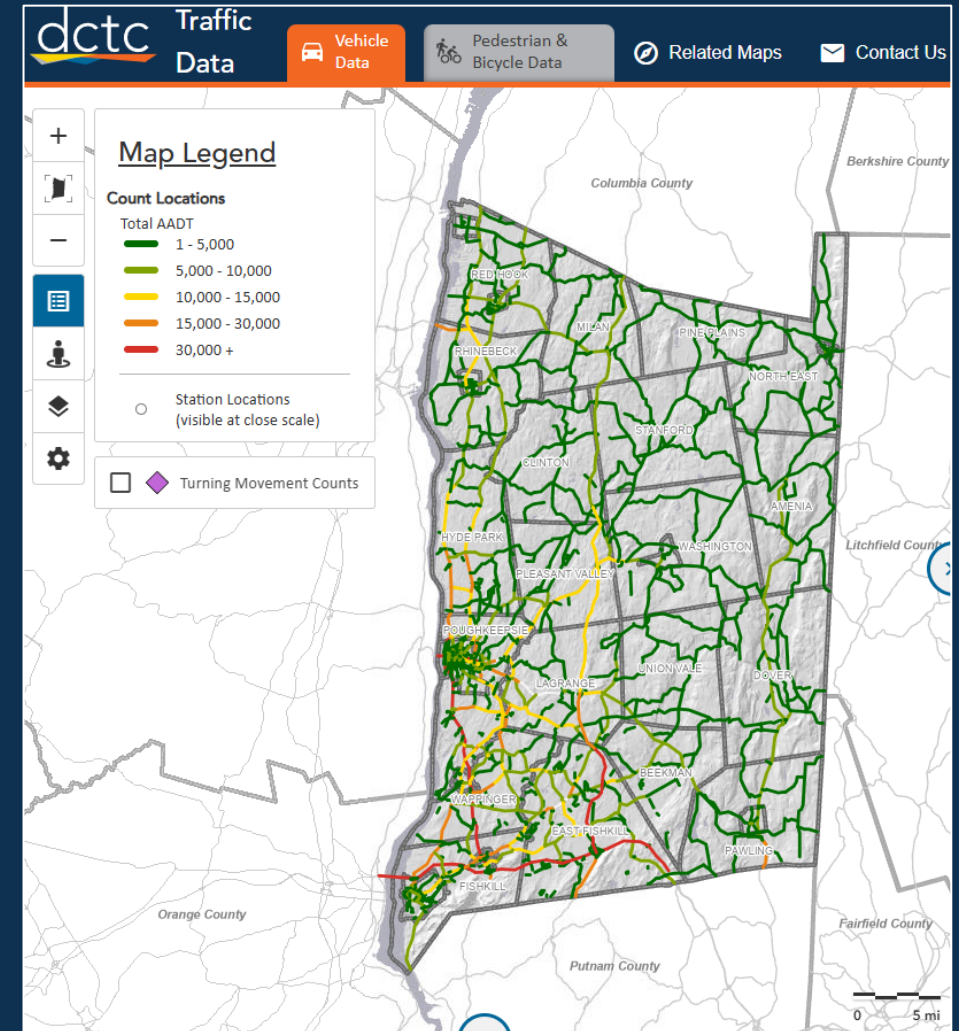 dctc
Traffic
Data
Vehicle
Data
Pedestrian &
Bicycle Data
Related Maps
Contact Us
Map Legend
Count Locations
Total AADT
1 - 5,000
5,000 - 10,000
10,000 - 15,000
15,000 - 30,000
30,000 +
Station Locations
(visible at close scale)
Turning Movement Counts
Berkshire County
Columbia County
RED HOOK
MILAN
PINE PLAINS
RHINEBECK
NORTH EAST
STANFORD
CLINTON
AMENIA
HYDE PARK
WASHINGTON
Litchfield County
PLEASANT VALLEY
POUGHKEEPSIE
UNION VALE
DOVER
LAGRANGE
BEEKMAN
WAPPINGER
EAST FISHKILL
PAWLING
FISHKILL
Orange County
Fairfield County
Putnam County
0 5 mi